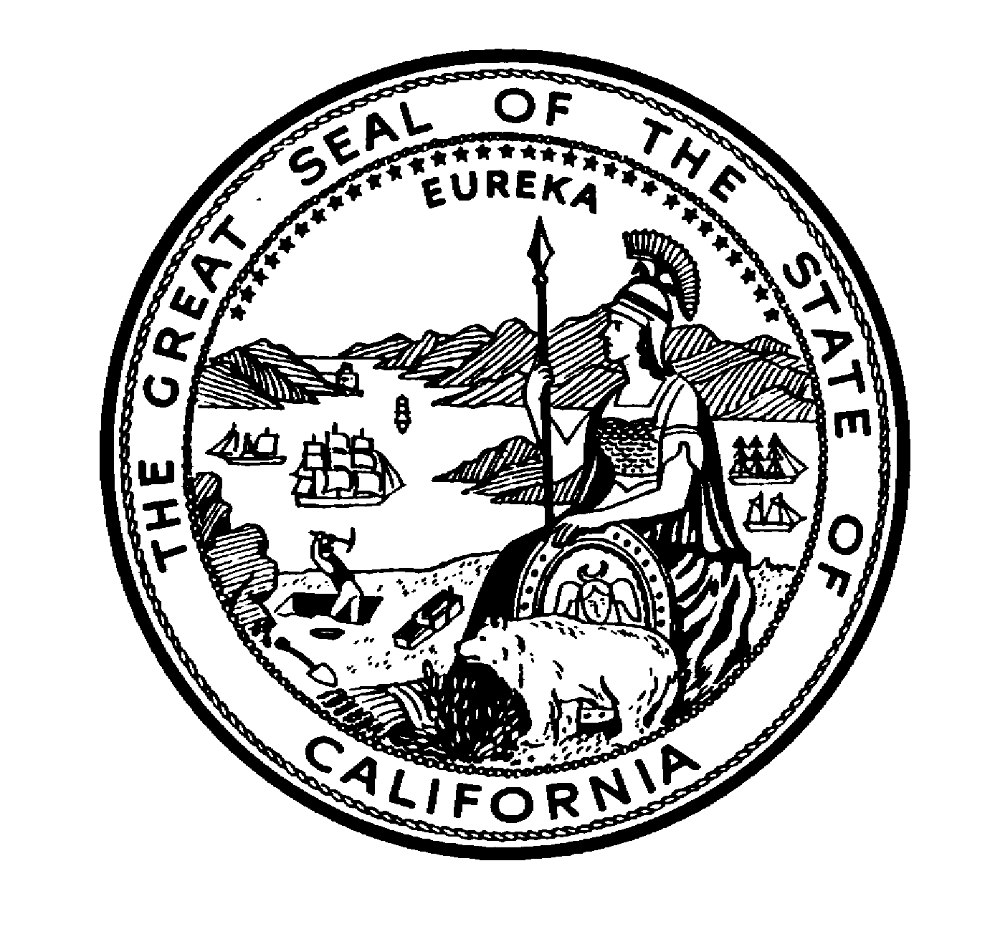 THE GREAT SEAL OF THE STATE OF
EUREKA
CALIFORNIA